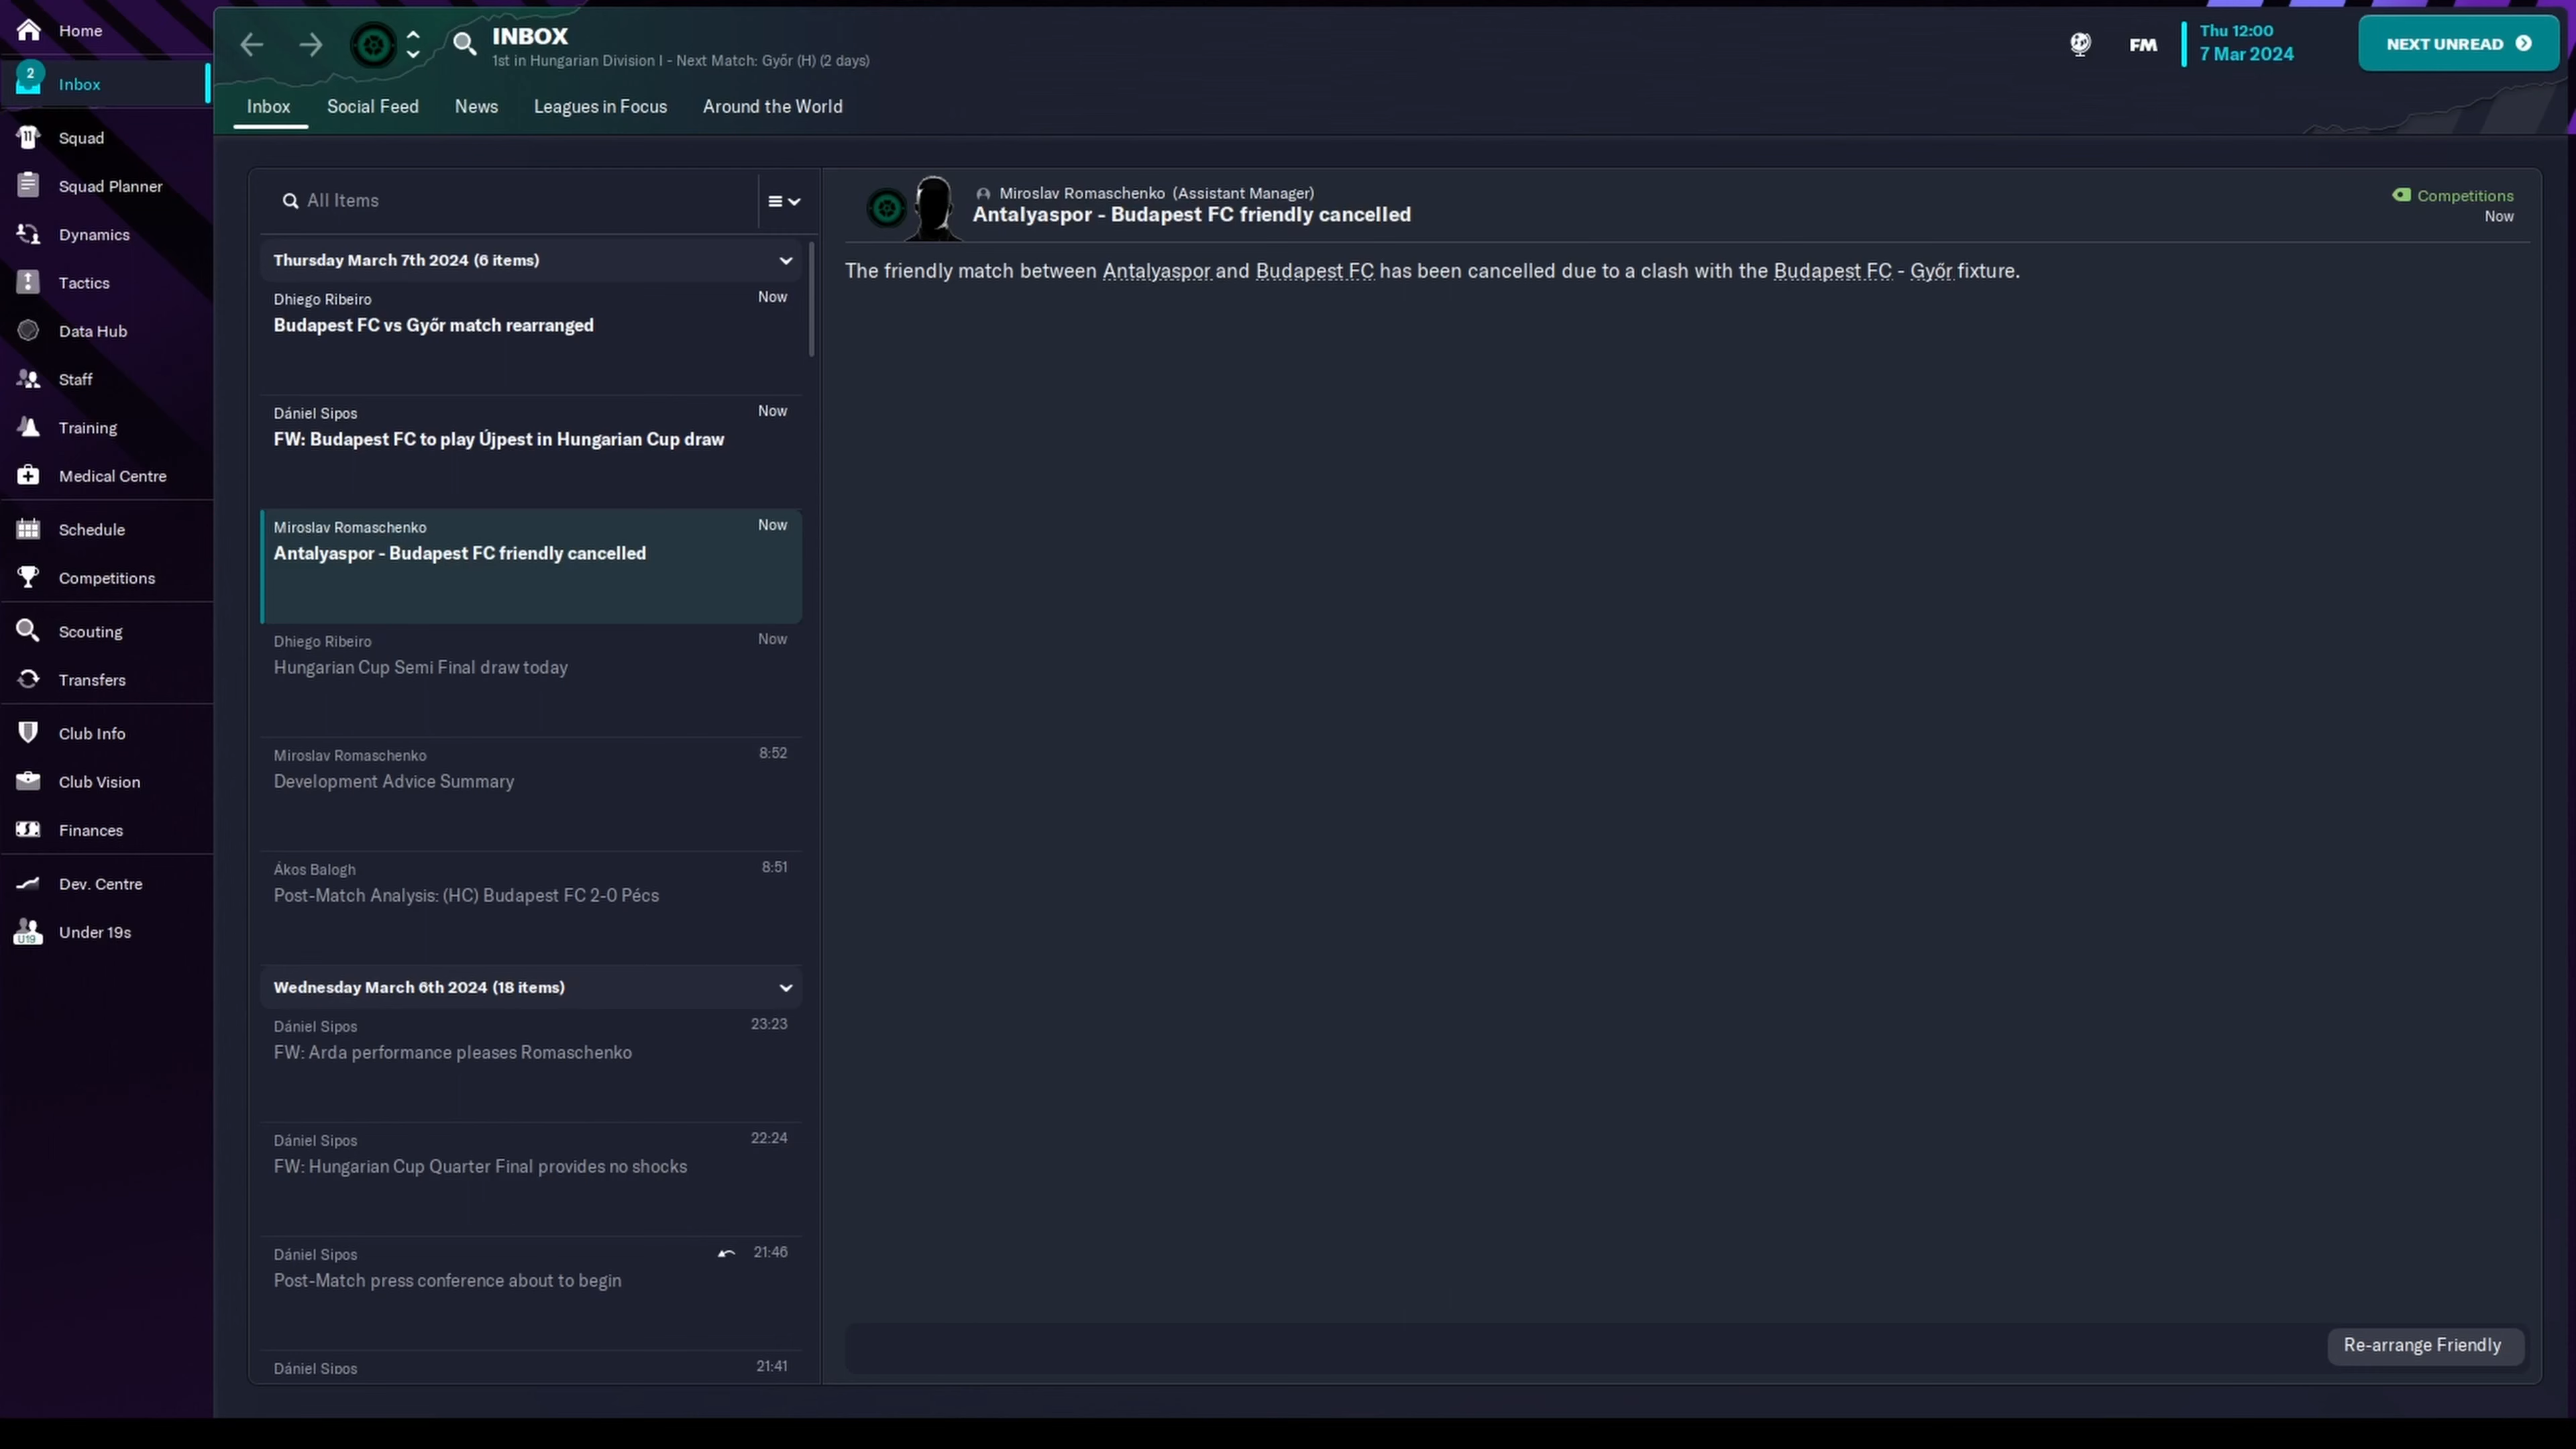 Home
2
Inbox
Squad
Squad Planner
Dynamics
Tactics
Data Hub
Staff
Training
Medical Centre
Schedule
Competitions
Scouting
Transfers
Club Info
Club Vision
Finances
Dev. Centre
U19
Under 19s
INBOX
1st in Hungarian Division I - Next Match: Győr (H) (2 days)
FM
Thu 12:00
7 Mar 2024
NEXT UNREAD
Inbox Social Feed News Leagues in Focus Around the World
All Items
Thursday March 7th 2024 (6 items)
Dhiego Ribeiro Now
Budapest FC vs Győr match rearranged
Dániel Sipos Now
FW: Budapest FC to play Újpest in Hungarian Cup draw
Miroslav Romaschenko Now
Antalyaspor - Budapest FC friendly cancelled
Dhiego Ribeiro Now
Hungarian Cup Semi Final draw today
Miroslav Romaschenko 8:52
Development Advice Summary
Ákos Balogh 8:51
Post-Match Analysis: (HC) Budapest FC 2-0 Pécs
Wednesday March 6th 2024 (18 items)
Dániel Sipos 23:23
FW: Arda performance pleases Romaschenko
Dániel Sipos 22:24
FW: Hungarian Cup Quarter Final provides no shocks
Dániel Sipos 21:46
Post-Match press conference about to begin
Dániel Sipos 21:41
Miroslav Romaschenko (Assistant Manager)
Antalyaspor - Budapest FC friendly cancelled
Competitions
Now
The friendly match between Antalyaspor and Budapest FC has been cancelled due to a clash with the Budapest FC - Győr fixture.
Re-arrange Friendly